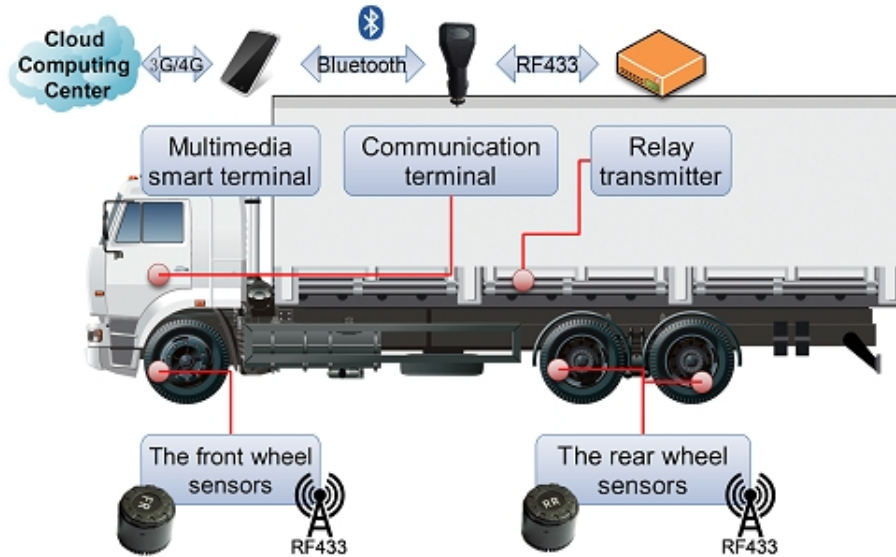 Cloud
Computing
Center
3G/4G
Bluetooth
RF433
Multimedia
smart terminal
Communication
terminal
Relay
transmitter
The front wheel
sensors
FR
RF433
The rear wheel
sensors
RR
RF433